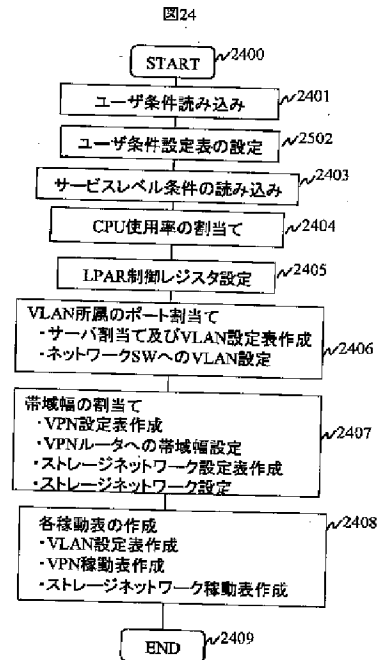 図24
START
2400
ユーザ条件読み込み
2401
ユーザ条件設定表の設定
2502
サービスレベル条件の読み込み
2403
CPU使用率の割当て
2404
LPAR制御レジスタ設定
2405
VLAN所属のポート割当て
・サーバ割当て及びVLAN設定表作成
・ネットワークSWへのVLAN設定
2406
帯域幅の割当て
・VPN設定表作成
・VPNルータへの帯域幅設定
・ストレージネットワーク設定表作成
・ストレージネットワーク設定
2407
各稼動表の作成
・VLAN設定表作成
・VPN稼動表作成
・ストレージネットワーク稼動表作成
2408
END
2409